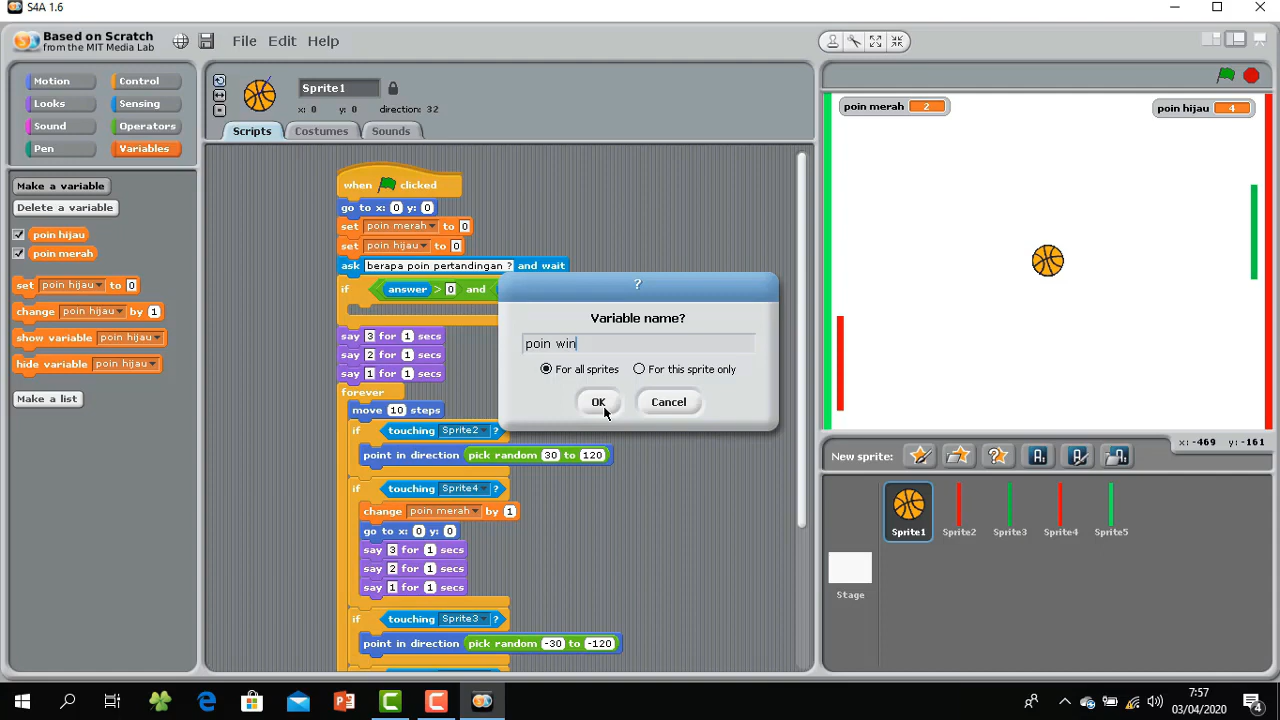 S4A 1.6
Based on Scratch
from the MIT Media Lab
File Edit Help
Motion Control
Looks Sensing
Sound Operators
Pen Variables
Make a variable
Delete a variable
poin hijau
poin merah
set poin hijau to 0
change poin hijau by 1
show variable poin hijau
hide variable poin hijau
Make a list
Sprite1
x: 0 y: 0 direction: 32
Scripts Costumes Sounds
when clicked
go to x: 0 y: 0
set poin merah to 0
set poin hijau to 0
ask berapa poin pertandingan ? and wait
if answer > 0 and
say 3 for 1 secs
say 2 for 1 secs
say 1 for 1 secs
forever
move 10 steps
if touching Sprite2 ?
point in direction pick random 30 to 120
if touching Sprite4 ?
change poin merah by 1
go to x: 0 y: 0
say 3 for 1 secs
say 2 for 1 secs
say 1 for 1 secs
if touching Sprite3 ?
point in direction pick random -30 to -120
?
Variable name?
poin win
For all sprites For this sprite only
OK Cancel
poin merah 2
poin hijau 4
x: -469 y: -161
New sprite:
Sprite1 Sprite2 Sprite3 Sprite4 Sprite5
Stage
7:57
03/04/2020
4